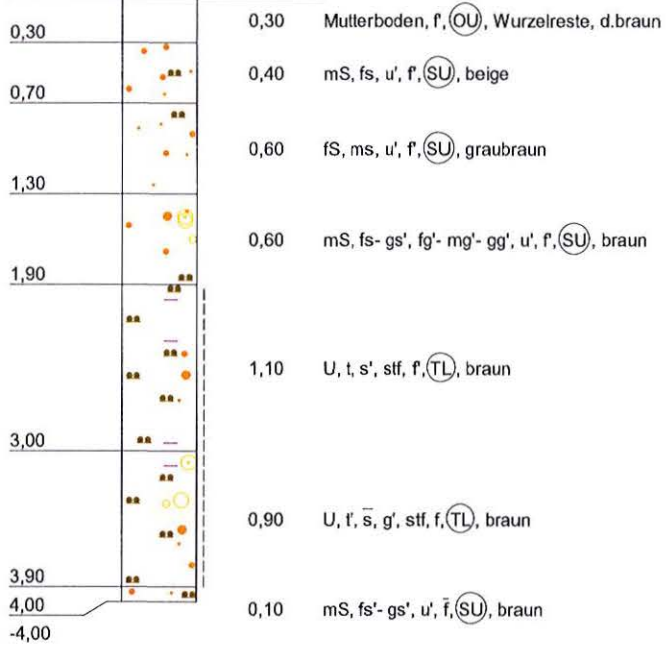 0,30 Mutterboden, f', OU, Wurzelreste, d.braun
0,30
0,40 mS, fs, u', f', SU, beige
0,70
0,60 fS, ms, u', f', SU, graubraun
1,30
0,60 mS, fs- gs', fg'- mg'- gg', u', f', SU, braun
1,90
1,10 U, t, s', stf, f', TL, braun
3,00
0,90 U, t', s̄, g', stf, f, TL, braun
3,90
4,00 0,10 mS, fs'- gs', u', f̄, SU, braun
-4,00